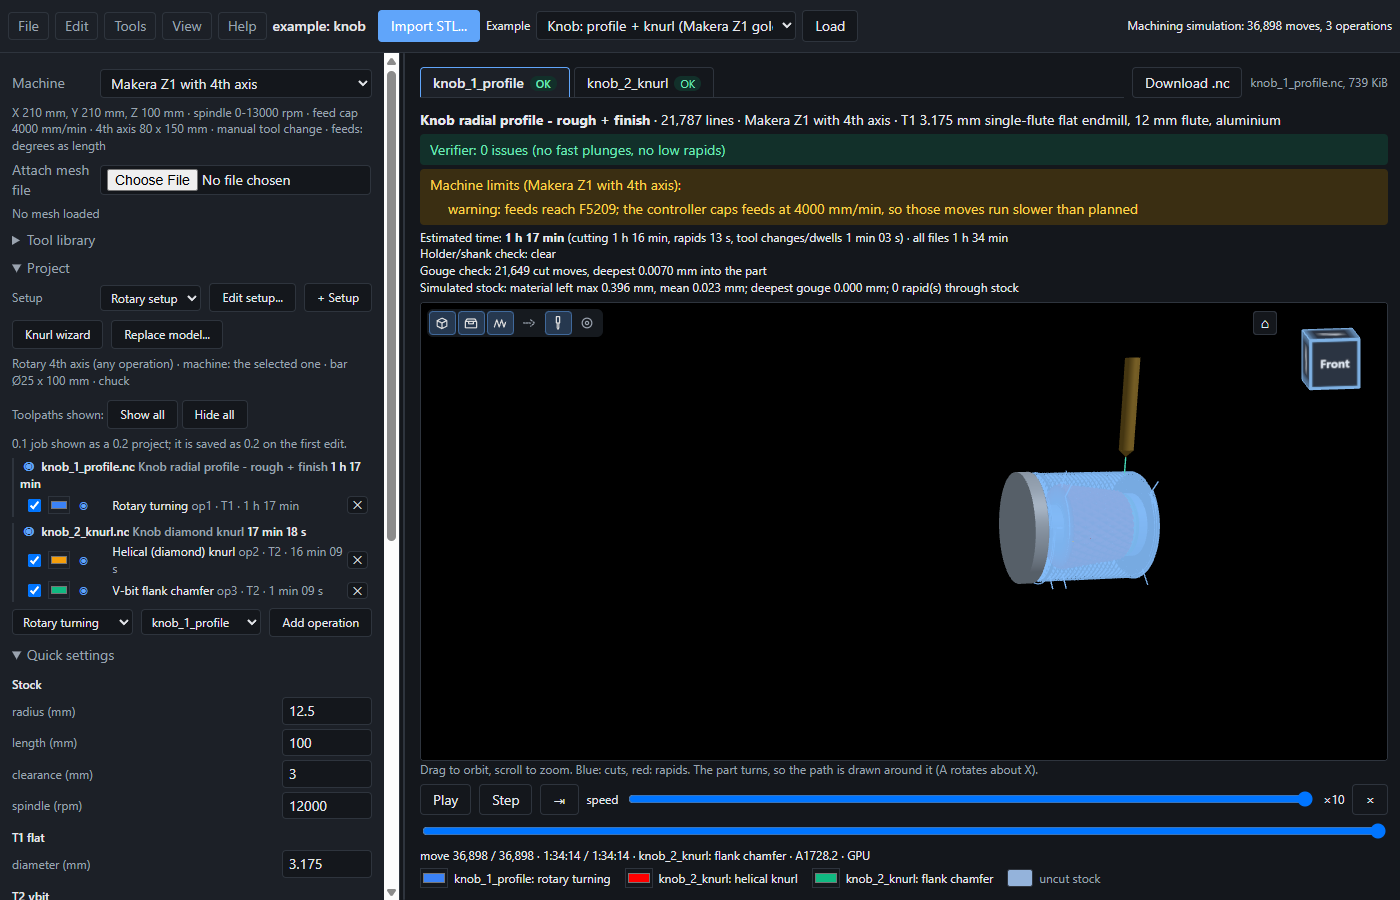 File Edit Tools View Help example: knob Import STL... Example Knob: profile + knurl (Makera Z1 gol Load Machining simulation: 36,898 moves, 3 operations
Machine Makera Z1 with 4th axis
X 210 mm, Y 210 mm, Z 100 mm · spindle 0-13000 rpm · feed cap
4000 mm/min · 4th axis 80 x 150 mm · manual tool change · feeds:
degrees as length
Attach mesh
file
Choose File No file chosen
No mesh loaded
Tool library
Project
Setup Rotary setup Edit setup... + Setup
Knurl wizard Replace model...
Rotary 4th axis (any operation) · machine: the selected one · bar
Ø25 x 100 mm · chuck
Toolpaths shown: Show all Hide all
0.1 job shown as a 0.2 project; it is saved as 0.2 on the first edit.
knob_1_profile.nc Knob radial profile - rough + finish 1 h 17
min
Rotary turning op1 · T1 · 1 h 17 min
knob_2_knurl.nc Knob diamond knurl 17 min 18 s
Helical (diamond) knurl op2 · T2 · 16 min 09
s
V-bit flank chamfer op3 · T2 · 1 min 09 s
Rotary turning knob_1_profile Add operation
Quick settings
Stock
radius (mm) 12.5
length (mm) 100
clearance (mm) 3
spindle (rpm) 12000
T1 flat
diameter (mm) 3.175
T2 vbit
knob_1_profile OK knob_2_knurl OK Download .nc knob_1_profile.nc, 739 KiB
Knob radial profile - rough + finish · 21,787 lines · Makera Z1 with 4th axis · T1 3.175 mm single-flute flat endmill, 12 mm flute, aluminium
Verifier: 0 issues (no fast plunges, no low rapids)
Machine limits (Makera Z1 with 4th axis):
warning: feeds reach F5209; the controller caps feeds at 4000 mm/min, so those moves run slower than planned
Estimated time: 1 h 17 min (cutting 1 h 16 min, rapids 13 s, tool changes/dwells 1 min 03 s) · all files 1 h 34 min
Holder/shank check: clear
Gouge check: 21,649 cut moves, deepest 0.0070 mm into the part
Simulated stock: material left max 0.396 mm, mean 0.023 mm; deepest gouge 0.000 mm; 0 rapid(s) through stock
Front
Drag to orbit, scroll to zoom. Blue: cuts, red: rapids. The part turns, so the path is drawn around it (A rotates about X).
Play Step speed ×10
move 36,898 / 36,898 · 1:34:14 / 1:34:14 · knob_2_knurl: flank chamfer · A1728.2 · GPU
knob_1_profile: rotary turning knob_2_knurl: helical knurl knob_2_knurl: flank chamfer uncut stock